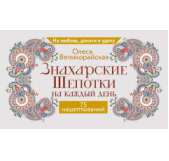 На любовь, деньги и удачу
Олеся
Великорайская
Знахарские
Шепотки
на каждый день
75
нашептываний